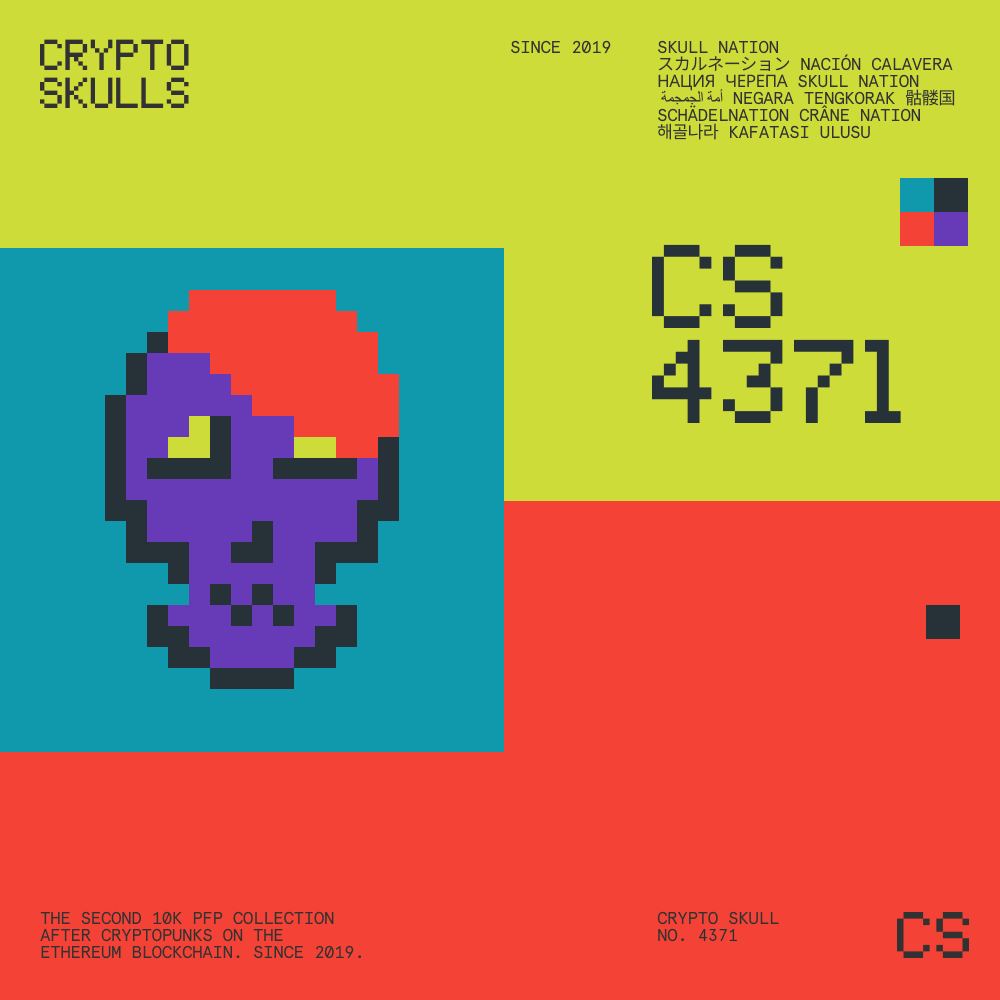 CRYPTO
SKULLS
SINCE 2019
SKULL NATION
スカルネーション NACIÓN CALAVERA
НАЦИЯ ЧЕРЕПА SKULL NATION
أمة الجمجمة NEGARA TENGKORAK 骷髅国
SCHÄDELNATION CRÂNE NATION
해골나라 KAFATASI ULUSU
CS
4371
THE SECOND 10K PFP COLLECTION
AFTER CRYPTOPUNKS ON THE
ETHEREUM BLOCKCHAIN. SINCE 2019.
CRYPTO SKULL
NO. 4371
CS